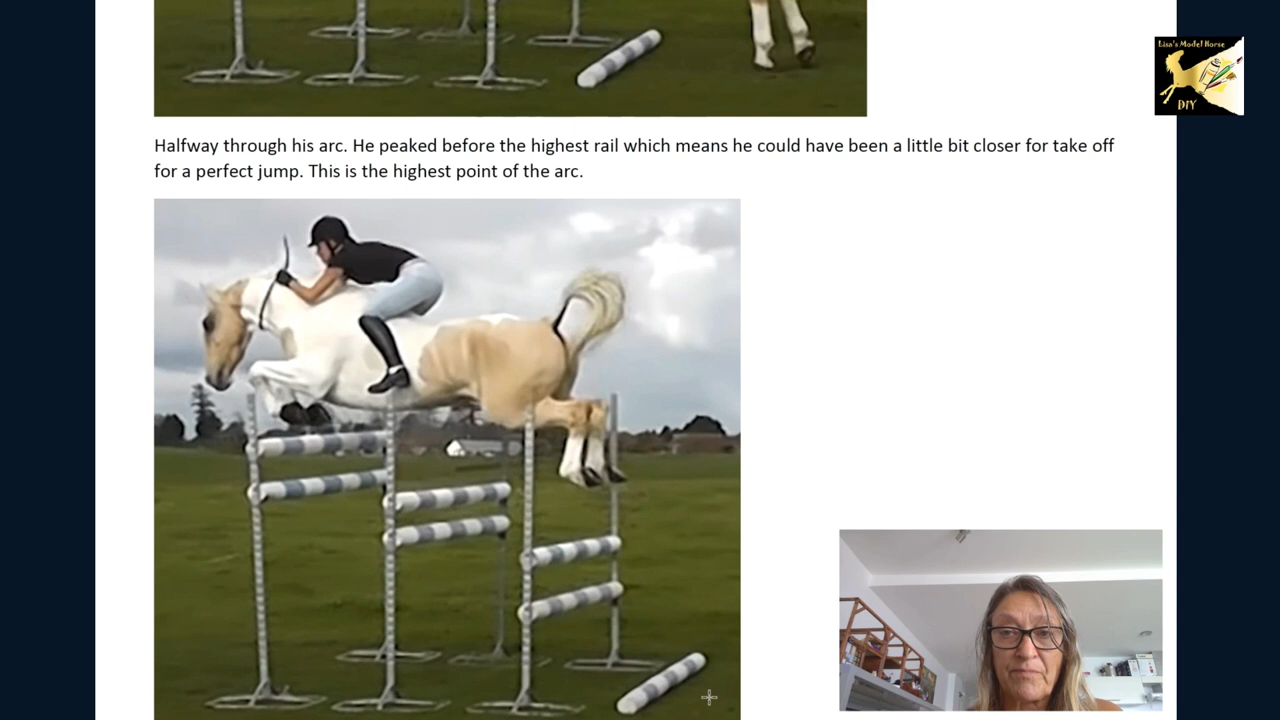 Lisa's Model Horse
DIY
Halfway through his arc. He peaked before the highest rail which means he could have been a little bit closer for take off
for a perfect jump. This is the highest point of the arc.